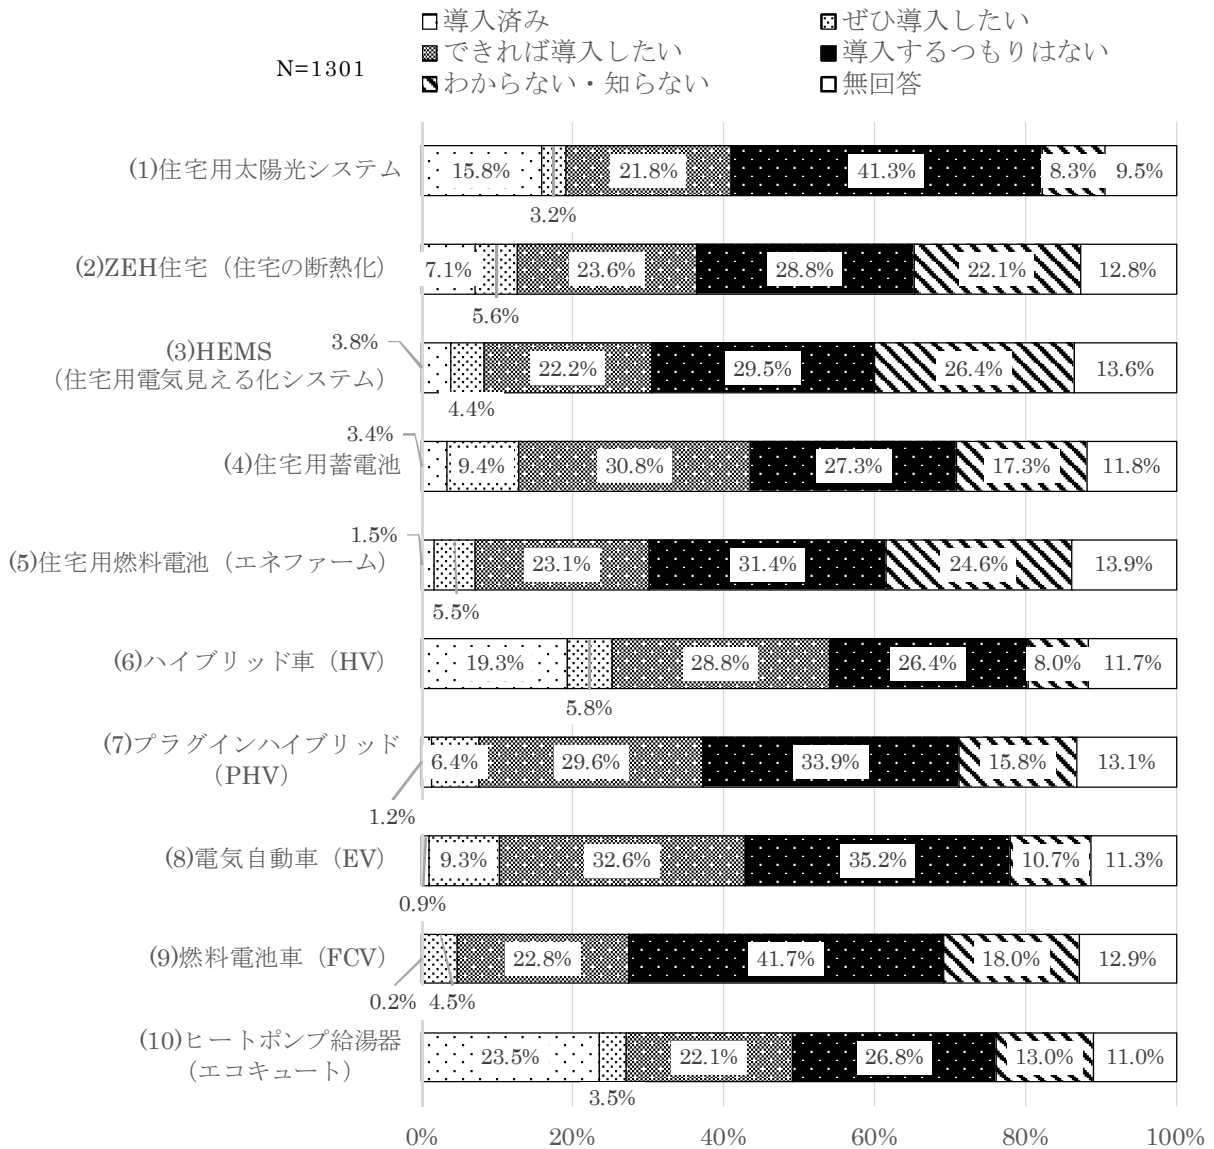 導入済み ぜひ導入したい
できれば導入したい 導入するつもりはない
わからない・知らない 無回答
N=1301
(1)住宅用太陽光システム 15.8% 21.8% 41.3% 8.3% 9.5%
3.2%
(2)ZEH住宅（住宅の断熱化） 7.1% 23.6% 28.8% 22.1% 12.8%
5.6%
3.8%
(3)HEMS
（住宅用電気見える化システム） 22.2% 29.5% 26.4% 13.6%
4.4%
3.4%
(4)住宅用蓄電池 9.4% 30.8% 27.3% 17.3% 11.8%
1.5%
(5)住宅用燃料電池（エネファーム） 23.1% 31.4% 24.6% 13.9%
5.5%
(6)ハイブリッド車（HV） 19.3% 28.8% 26.4% 8.0% 11.7%
5.8%
(7)プラグインハイブリッド
（PHV） 6.4% 29.6% 33.9% 15.8% 13.1%
1.2%
(8)電気自動車（EV） 9.3% 32.6% 35.2% 10.7% 11.3%
0.9%
(9)燃料電池車（FCV） 22.8% 41.7% 18.0% 12.9%
0.2% 4.5%
(10)ヒートポンプ給湯器
（エコキュート） 23.5% 22.1% 26.8% 13.0% 11.0%
3.5%
0% 20% 40% 60% 80% 100%